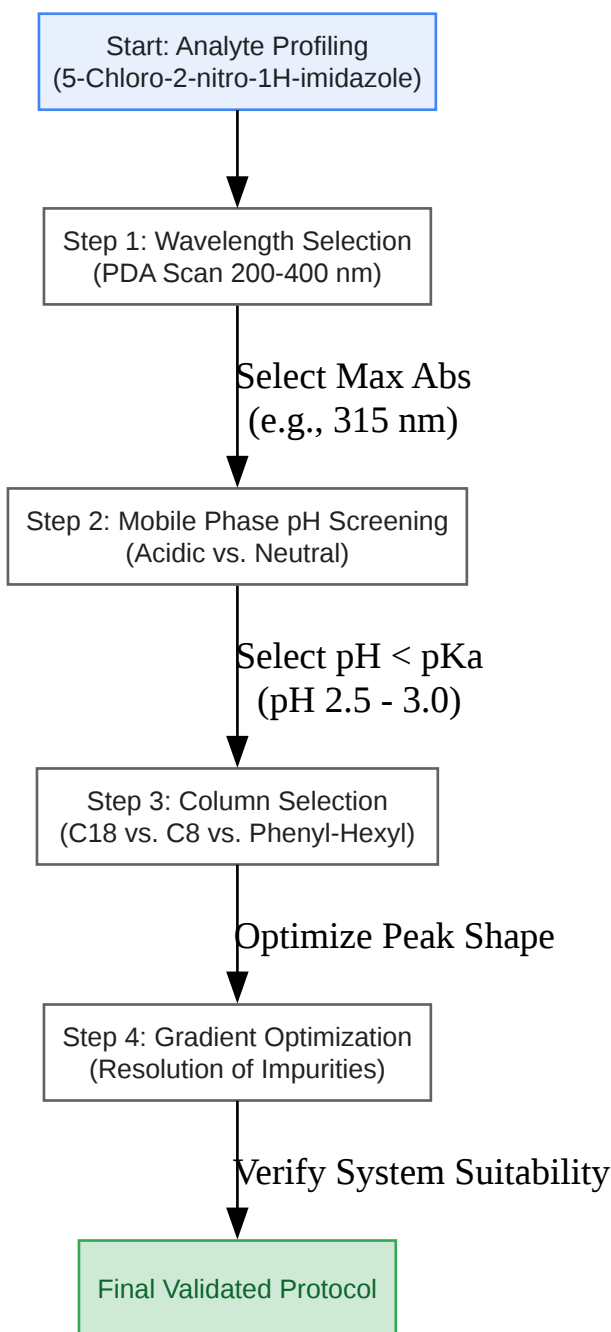 Start: Analyte Profiling
(5-Chloro-2-nitro-1H-imidazole)
Step 1: Wavelength Selection
(PDA Scan 200-400 nm)
Select Max Abs
(e.g., 315 nm)
Step 2: Mobile Phase pH Screening
(Acidic vs. Neutral)
Select pH < pKa
(pH 2.5 - 3.0)
Step 3: Column Selection
(C18 vs. C8 vs. Phenyl-Hexyl)
Optimize Peak Shape
Step 4: Gradient Optimization
(Resolution of Impurities)
Verify System Suitability
Final Validated Protocol